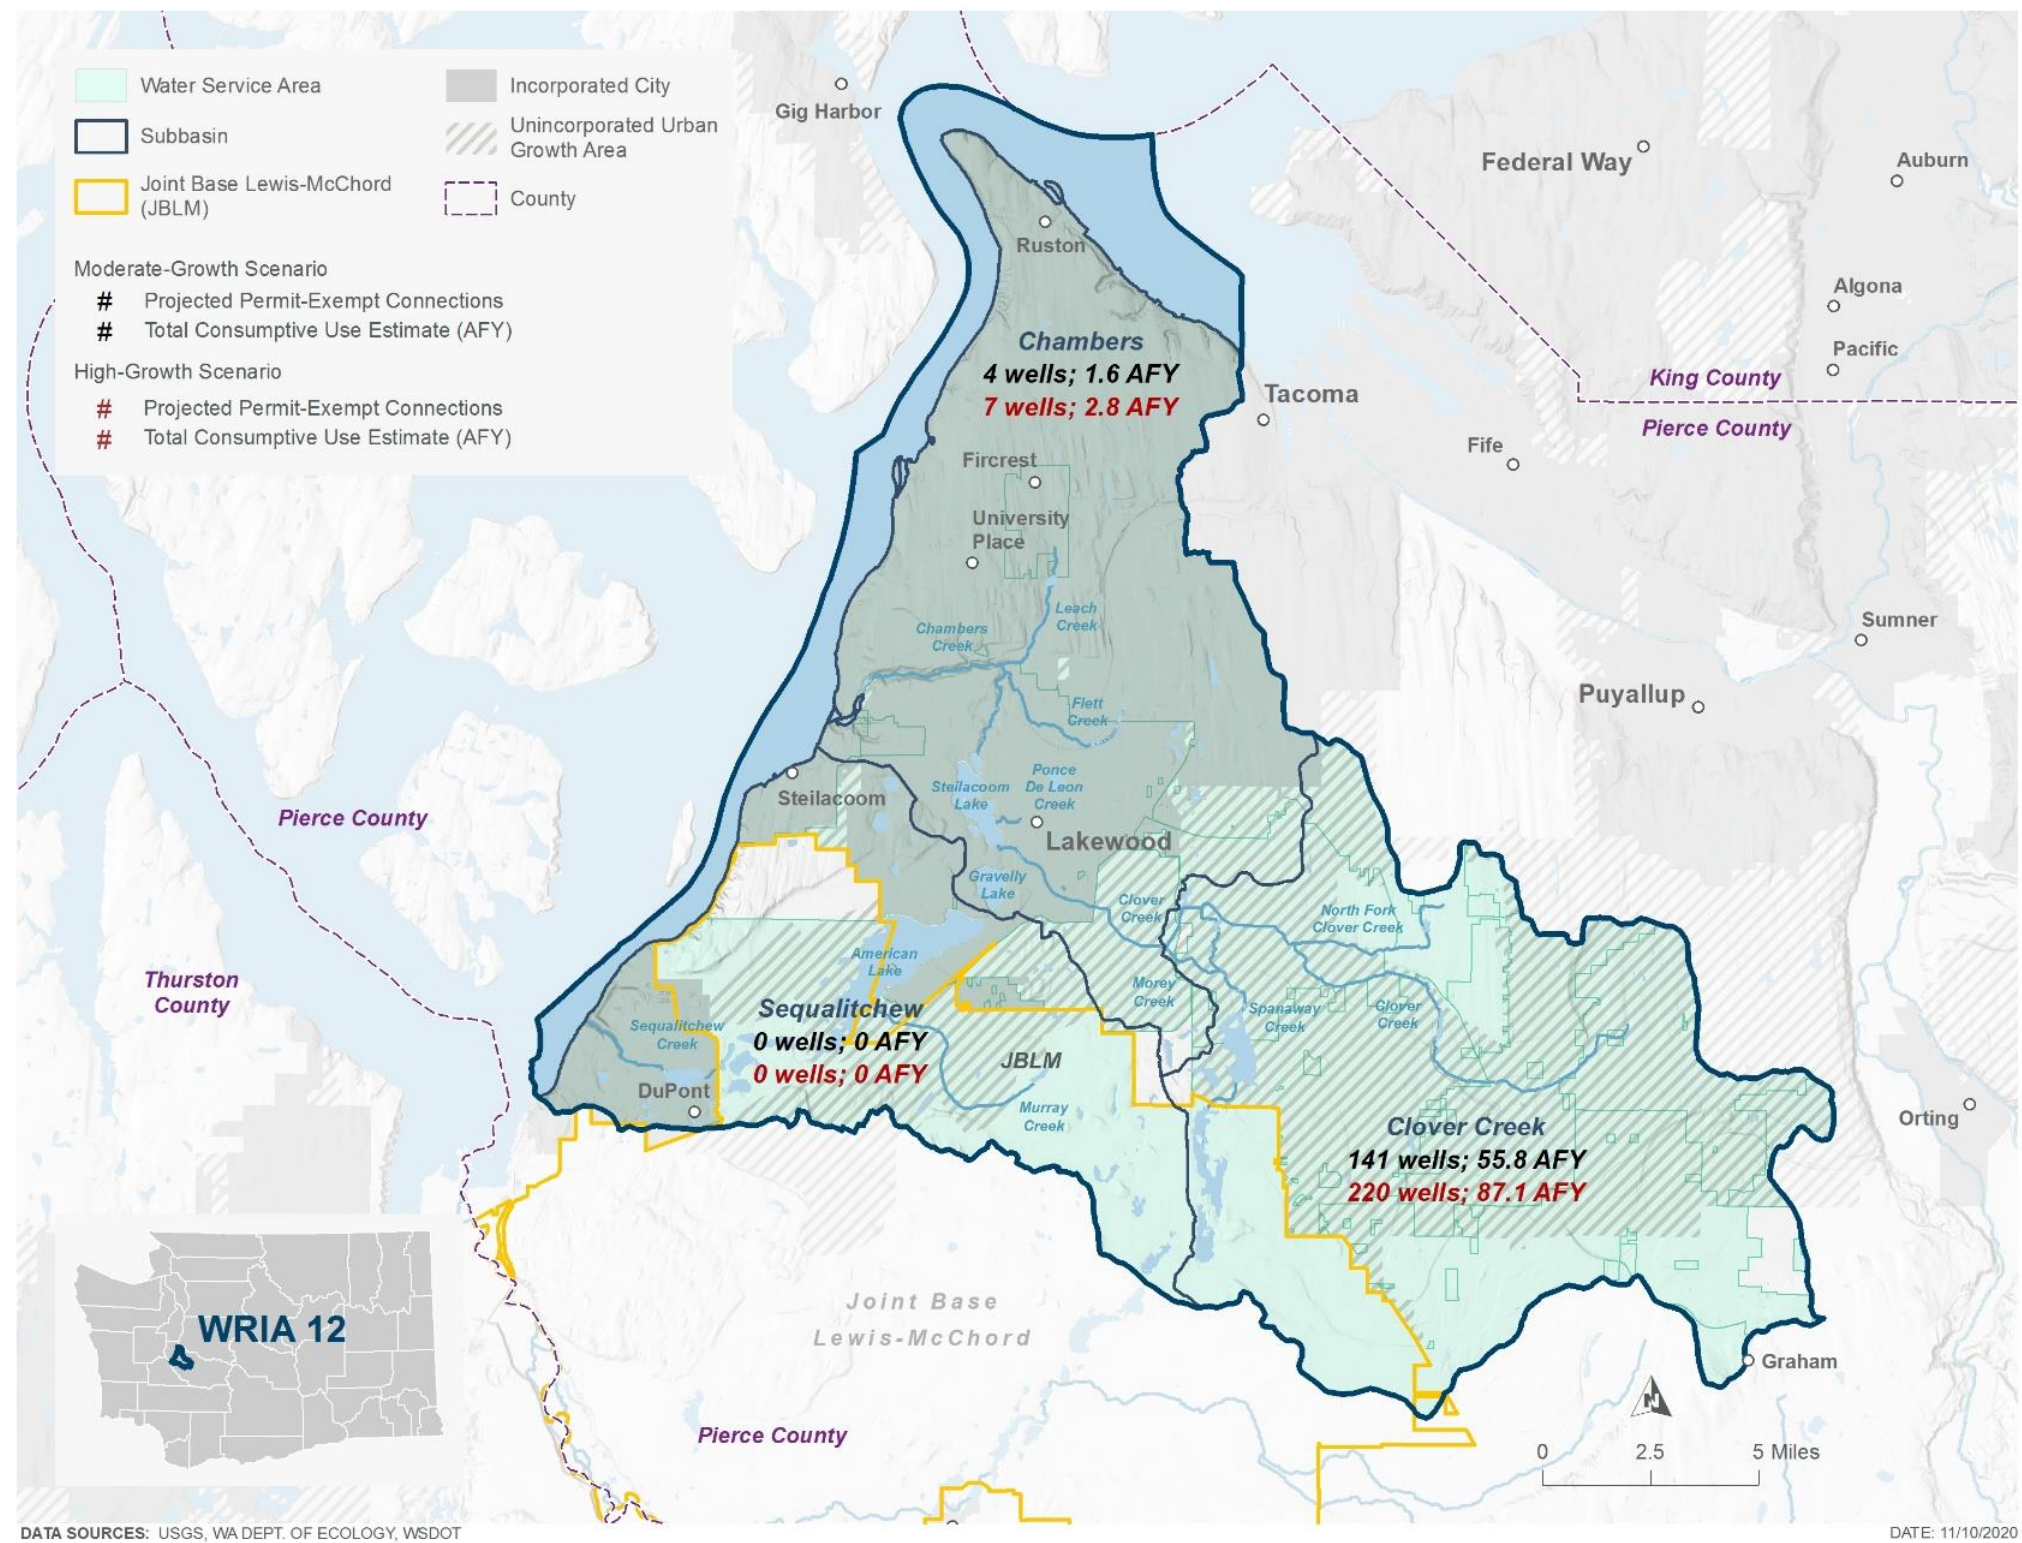 Water Service Area
Subbasin
Joint Base Lewis-McChord
(JBLM)
Incorporated City
Unincorporated Urban
Growth Area
County
Moderate-Growth Scenario
# Projected Permit-Exempt Connections
# Total Consumptive Use Estimate (AFY)
High-Growth Scenario
# Projected Permit-Exempt Connections
# Total Consumptive Use Estimate (AFY)
Gig Harbor
Federal Way
Auburn
Ruston
Algona
Pacific
Chambers
4 wells; 1.6 AFY
7 wells; 2.8 AFY
King County
Pierce County
Tacoma
Fife
Fircrest
University
Place
Leach
Creek
Chambers
Creek
Sumner
Puyallup
Flett
Creek
Steilacoom
Lake
Ponce
De Leon
Creek
Steilacoom
Lakewood
Pierce County
Gravelly
Lake
Clover
Creek
North Fork
Clover Creek
American
Lake
Thurston
County
Morey
Creek
Spanaway
Creek
Clover
Creek
Sequalitchew
0 wells; 0 AFY
0 wells; 0 AFY
Sequalitchew
Creek
JBLM
DuPont
Murray
Creek
Orting
Clover Creek
141 wells; 55.8 AFY
220 wells; 87.1 AFY
Joint Base
Lewis-McChord
WRIA 12
Graham
N
Pierce County
0 2.5 5 Miles
DATA SOURCES: USGS, WA DEPT. OF ECOLOGY, WSDOT
DATE: 11/10/2020